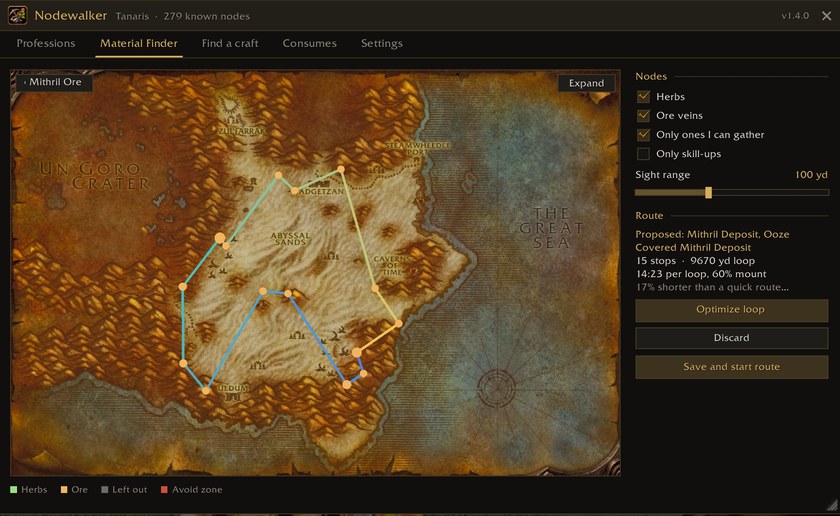 Nodewalker Tanaris · 279 known nodes v1.4.0
Professions Material Finder Find a craft Consumes Settings
‹ Mithril Ore
Expand
ZUL'FARRAK
STEAMWHEEDLE
PORT
UN'GORO
CRATER
GADGETZAN
THE
GREAT
SEA
ABYSSAL
SANDS
CAVERNS
OF
TIME
ULDUM
Herbs Ore Left out Avoid zone
Nodes
Herbs
Ore veins
Only ones I can gather
Only skill-ups
Sight range 100 yd
Route
Proposed: Mithril Deposit, Ooze
Covered Mithril Deposit
15 stops · 9670 yd loop
14:23 per loop, 60% mount
17% shorter than a quick route...
Optimize loop
Discard
Save and start route